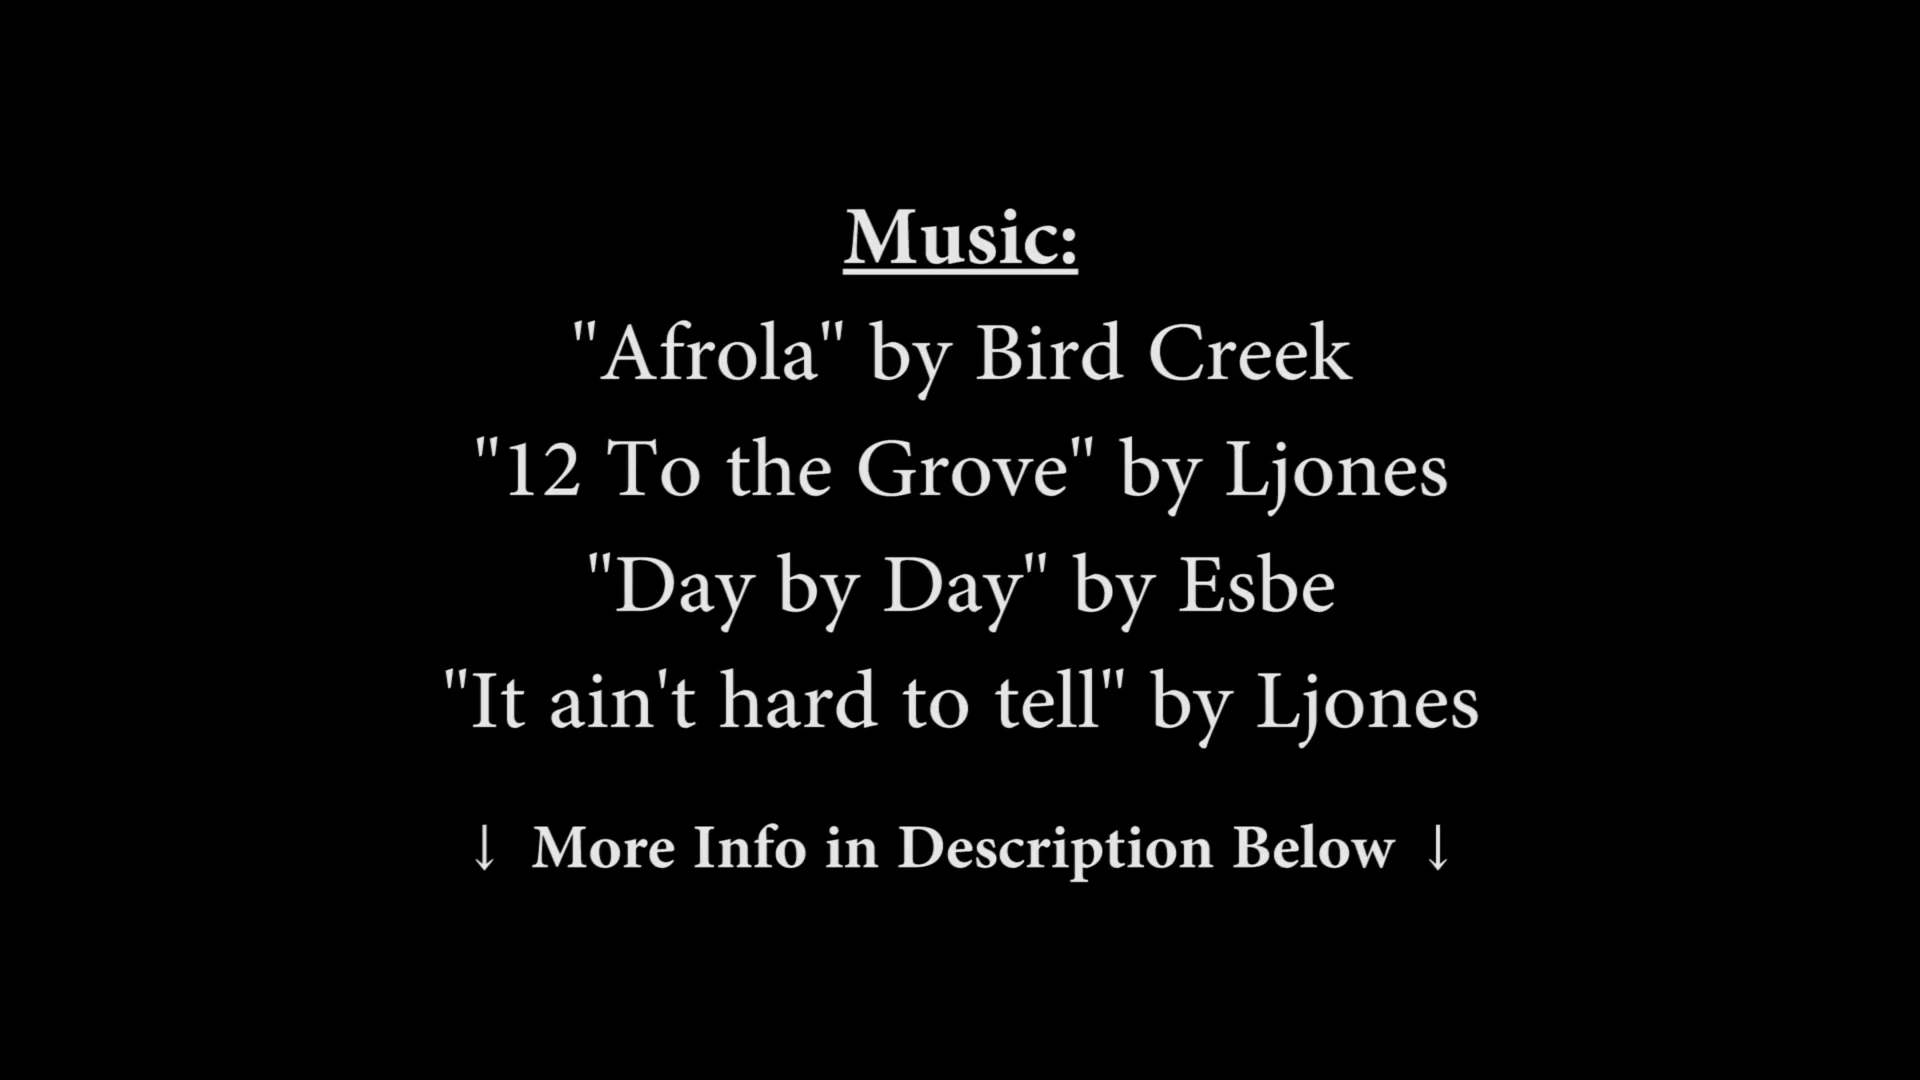 Music:
"Afrola" by Bird Creek
"12 To the Grove" by Ljones
"Day by Day" by Esbe
"It ain't hard to tell" by Ljones
↓ More Info in Description Below ↓